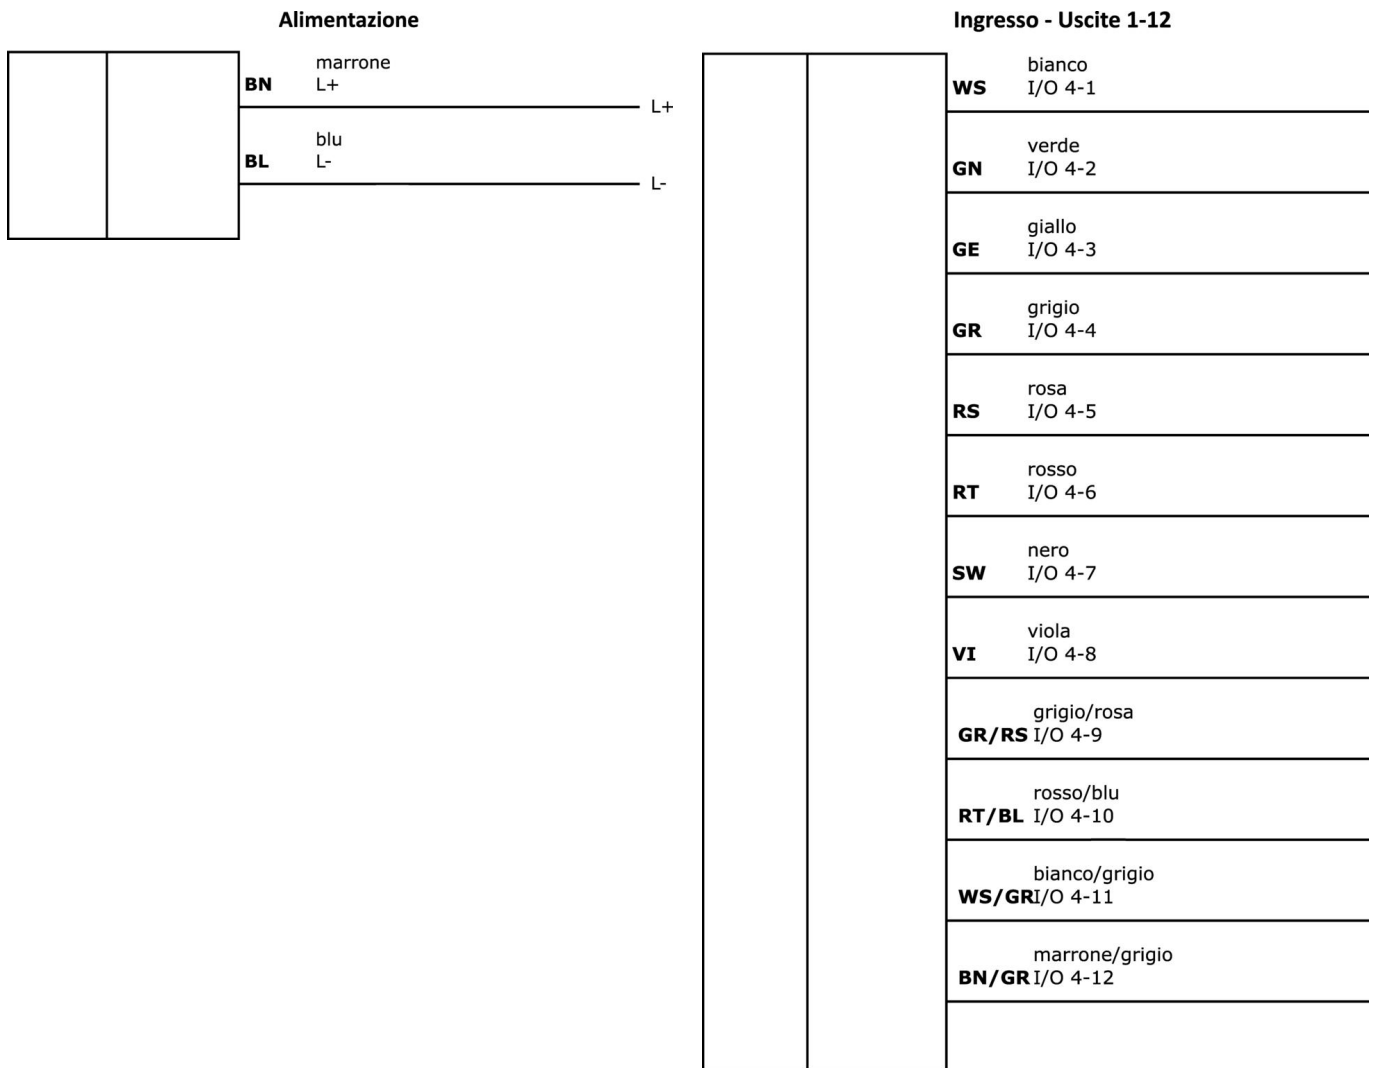 Alimentazione
marrone
BN L+
L+
blu
BL L-
L-
Ingresso - Uscite 1-12
bianco
WS I/O 4-1
verde
GN I/O 4-2
giallo
GE I/O 4-3
grigio
GR I/O 4-4
rosa
RS I/O 4-5
rosso
RT I/O 4-6
nero
SW I/O 4-7
viola
VI I/O 4-8
grigio/rosa
GR/RS I/O 4-9
rosso/blu
RT/BL I/O 4-10
bianco/grigio
WS/GR I/O 4-11
marrone/grigio
BN/GR I/O 4-12